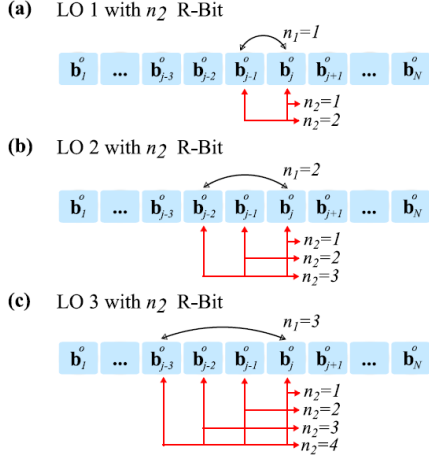 (a) LO 1 with n₂ R-Bit
n₁=1
b₁ᵒ ... bⱼ₋₃ᵒ bⱼ₋₂ᵒ bⱼ₋₁ᵒ bⱼᵒ bⱼ₊₁ᵒ ... b_Nᵒ
n₂=1
n₂=2
(b) LO 2 with n₂ R-Bit
n₁=2
b₁ᵒ ... bⱼ₋₃ᵒ bⱼ₋₂ᵒ bⱼ₋₁ᵒ bⱼᵒ bⱼ₊₁ᵒ ... b_Nᵒ
n₂=1
n₂=2
n₂=3
(c) LO 3 with n₂ R-Bit
n₁=3
b₁ᵒ ... bⱼ₋₃ᵒ bⱼ₋₂ᵒ bⱼ₋₁ᵒ bⱼᵒ bⱼ₊₁ᵒ ... b_Nᵒ
n₂=1
n₂=2
n₂=3
n₂=4